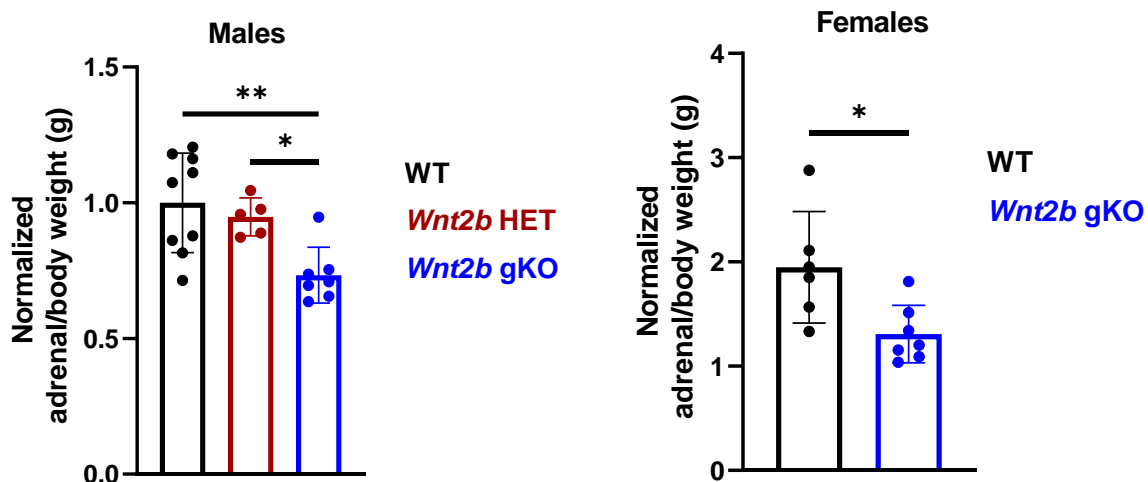 Males
Normalized
adrenal/body weight (g)
1.5
1.0
0.5
0.0
**
*
WT
Wnt2b HET
Wnt2b gKO
Females
Normalized
adrenal/body weight (g)
4
3
2
1
0
*
WT
Wnt2b gKO